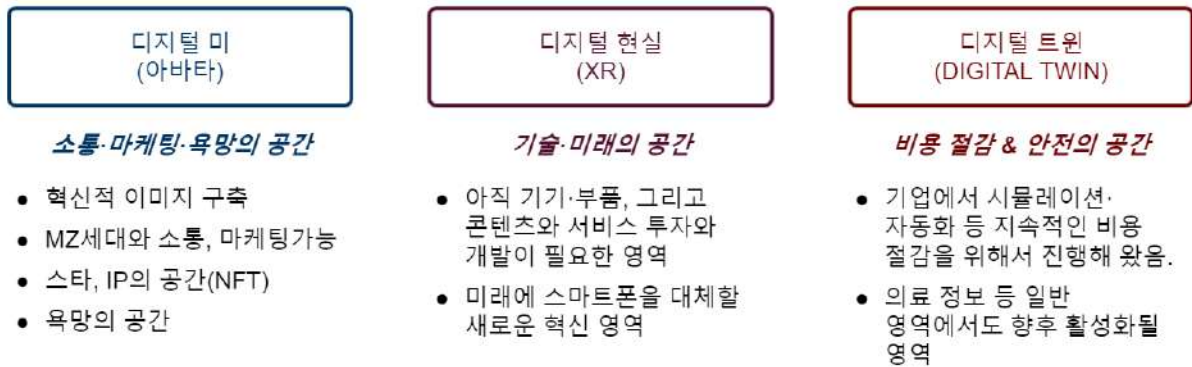 디지털 미
(아바타)
소통·마케팅·욕망의 공간
● 혁신적 이미지 구축
● MZ세대와 소통, 마케팅가능
● 스타, IP의 공간(NFT)
● 욕망의 공간
디지털 현실
(XR)
기술·미래의 공간
● 아직 기기·부품, 그리고
콘텐츠와 서비스 투자와
개발이 필요한 영역
● 미래에 스마트폰을 대체할
새로운 혁신 영역
디지털 트윈
(DIGITAL TWIN)
비용 절감 & 안전의 공간
● 기업에서 시뮬레이션·
자동화 등 지속적인 비용
절감을 위해서 진행해 왔음.
● 의료 정보 등 일반
영역에서도 향후 활성화될
영역